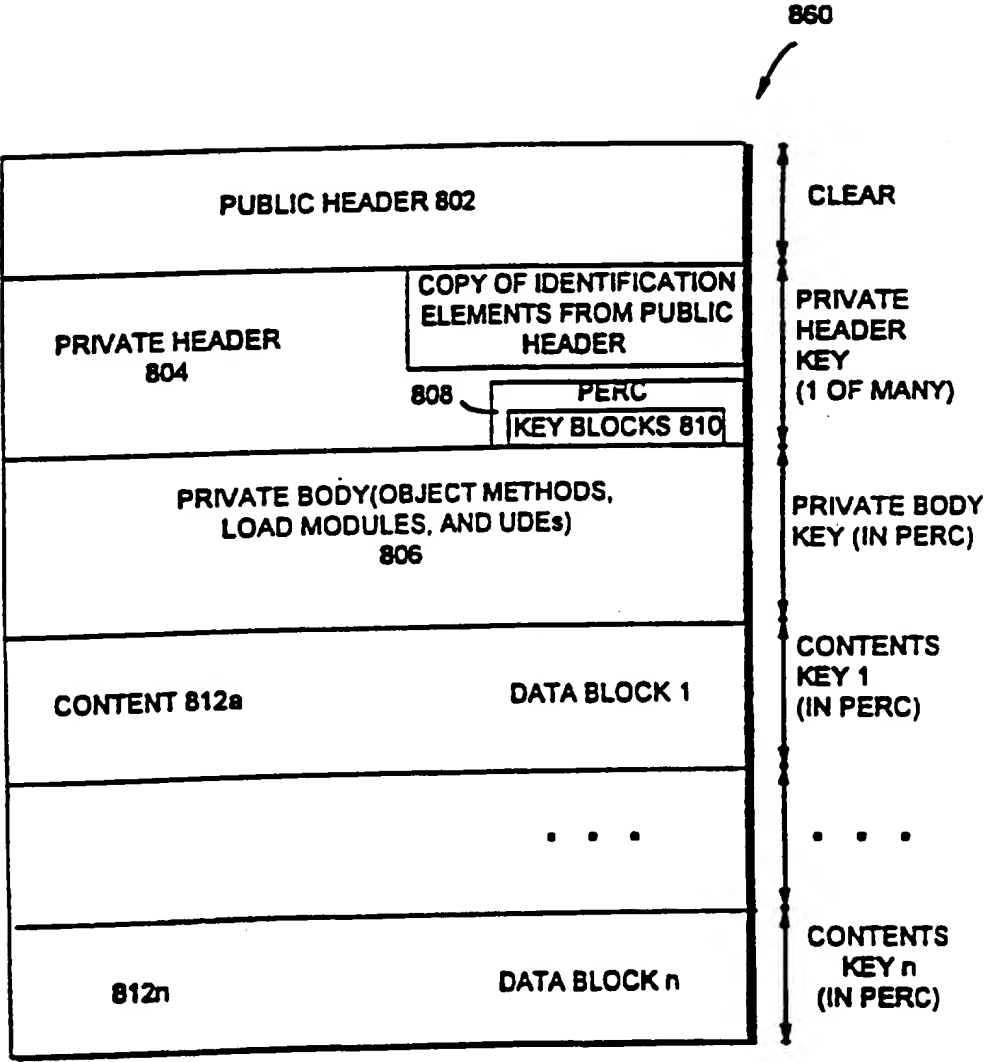 860
PUBLIC HEADER 802
CLEAR
PRIVATE HEADER
804
COPY OF IDENTIFICATION
ELEMENTS FROM PUBLIC
HEADER
808
PERC
KEY BLOCKS 810
PRIVATE
HEADER
KEY
(1 OF MANY)
PRIVATE BODY(OBJECT METHODS,
LOAD MODULES, AND UDEs)
806
PRIVATE BODY
KEY (IN PERC)
CONTENT 812a
DATA BLOCK 1
CONTENTS
KEY 1
(IN PERC)
. . .
. . .
812n
DATA BLOCK n
CONTENTS
KEY n
(IN PERC)